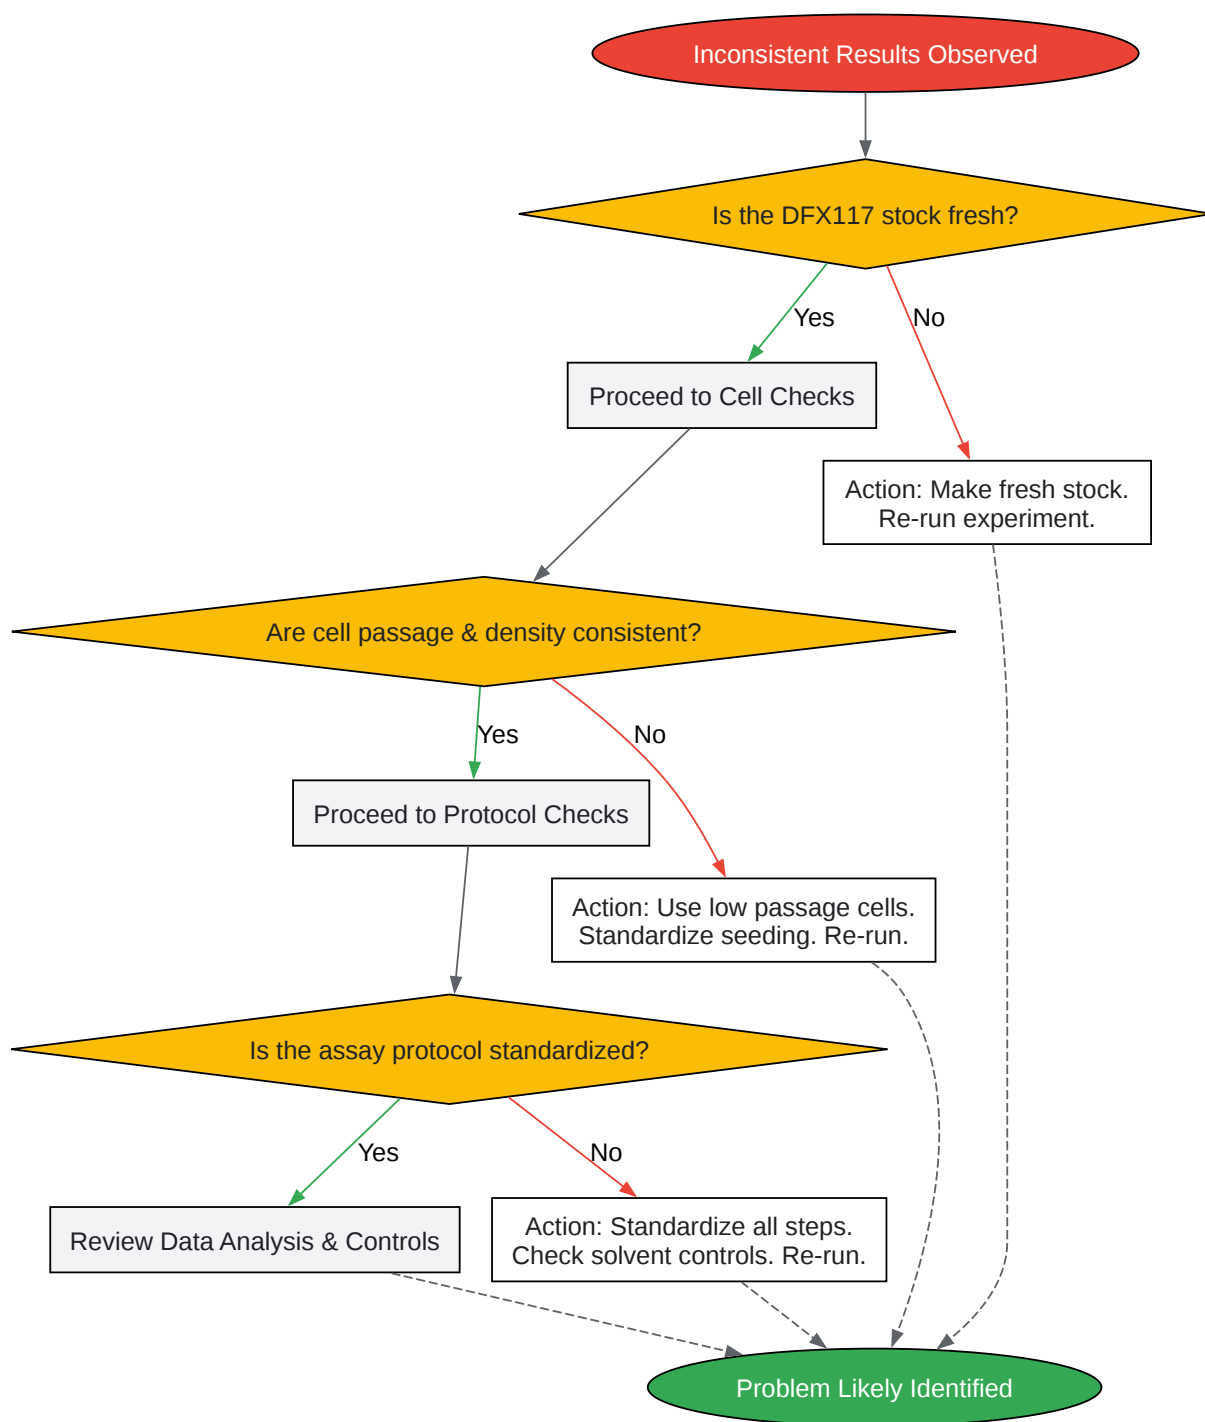 Inconsistent Results Observed
Is the DFX117 stock fresh?
Yes
No
Proceed to Cell Checks
Action: Make fresh stock.
Re-run experiment.
Are cell passage & density consistent?
Yes
No
Proceed to Protocol Checks
Action: Use low passage cells.
Standardize seeding. Re-run.
Is the assay protocol standardized?
Yes
No
Review Data Analysis & Controls
Action: Standardize all steps.
Check solvent controls. Re-run.
Problem Likely Identified